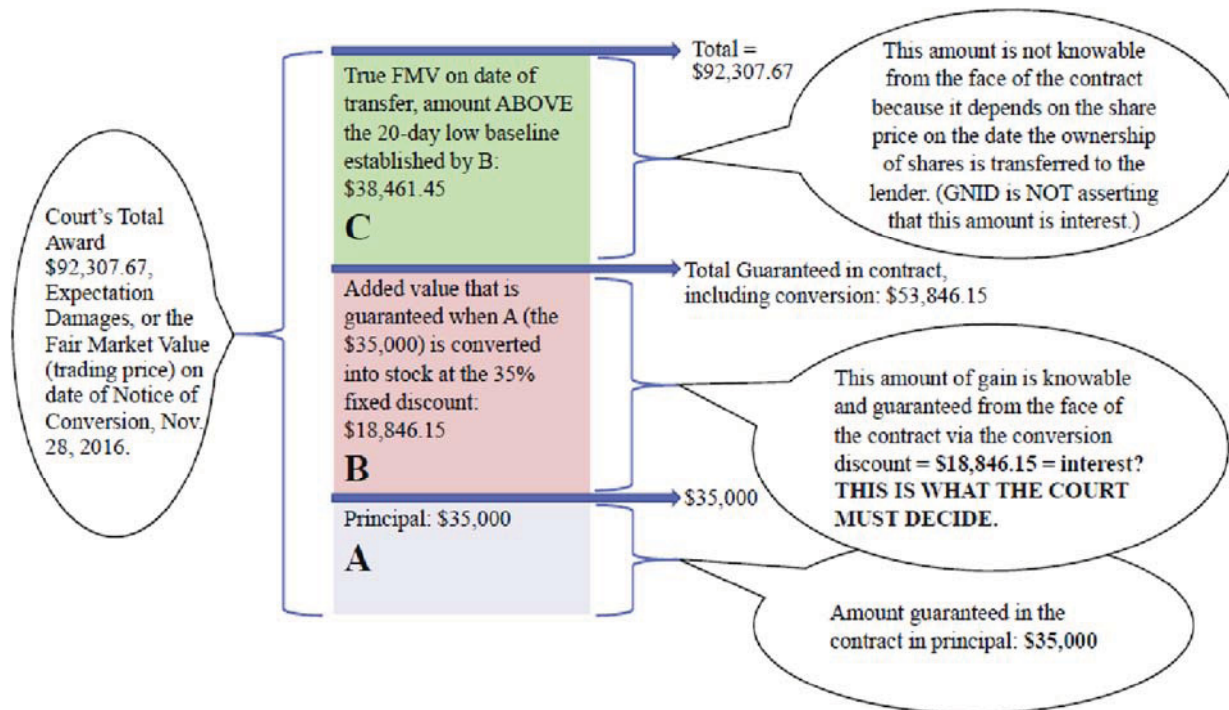 Court's Total
Award
$92,307.67,
Expectation
Damages, or the
Fair Market Value
(trading price) on
date of Notice of
Conversion, Nov.
28, 2016.
True FMV on date of
transfer, amount ABOVE
the 20-day low baseline
established by B:
$38,461.45
C
Added value that is
guaranteed when A (the
$35,000) is converted
into stock at the 35%
fixed discount:
$18,846.15
B
Principal: $35,000
A
Total =
$92,307.67
Total Guaranteed in contract,
including conversion: $53,846.15
$35,000
This amount is not knowable
from the face of the contract
because it depends on the share
price on the date the ownership
of shares is transferred to the
lender. (GNID is NOT asserting
that this amount is interest.)
This amount of gain is knowable
and guaranteed from the face of
the contract via the conversion
discount = $18,846.15 = interest?
THIS IS WHAT THE COURT
MUST DECIDE.
Amount guaranteed in the
contract in principal: $35,000